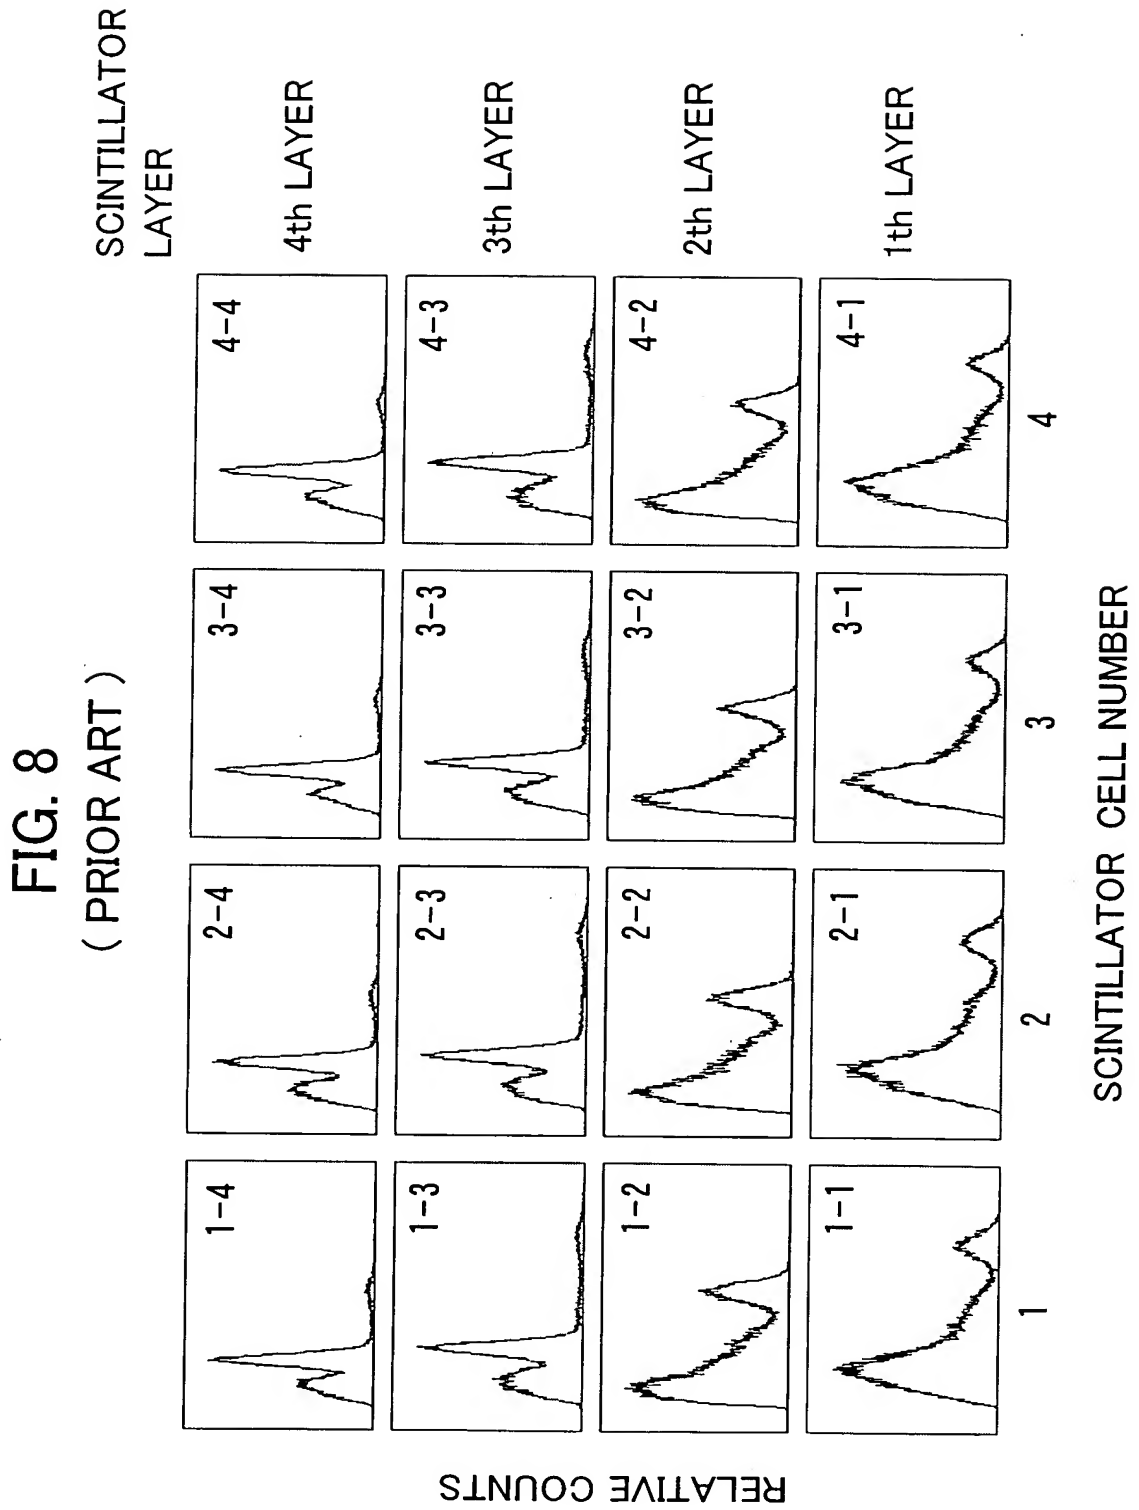 FIG. 8
( PRIOR ART )
SCINTILLATOR
LAYER
1-4
2-4
3-4
4-4
4th LAYER
1-3
2-3
3-3
4-3
3th LAYER
1-2
2-2
3-2
4-2
2th LAYER
1-1
2-1
3-1
4-1
1th LAYER
1
2
3
4
SCINTILLATOR CELL NUMBER
RELATIVE COUNTS